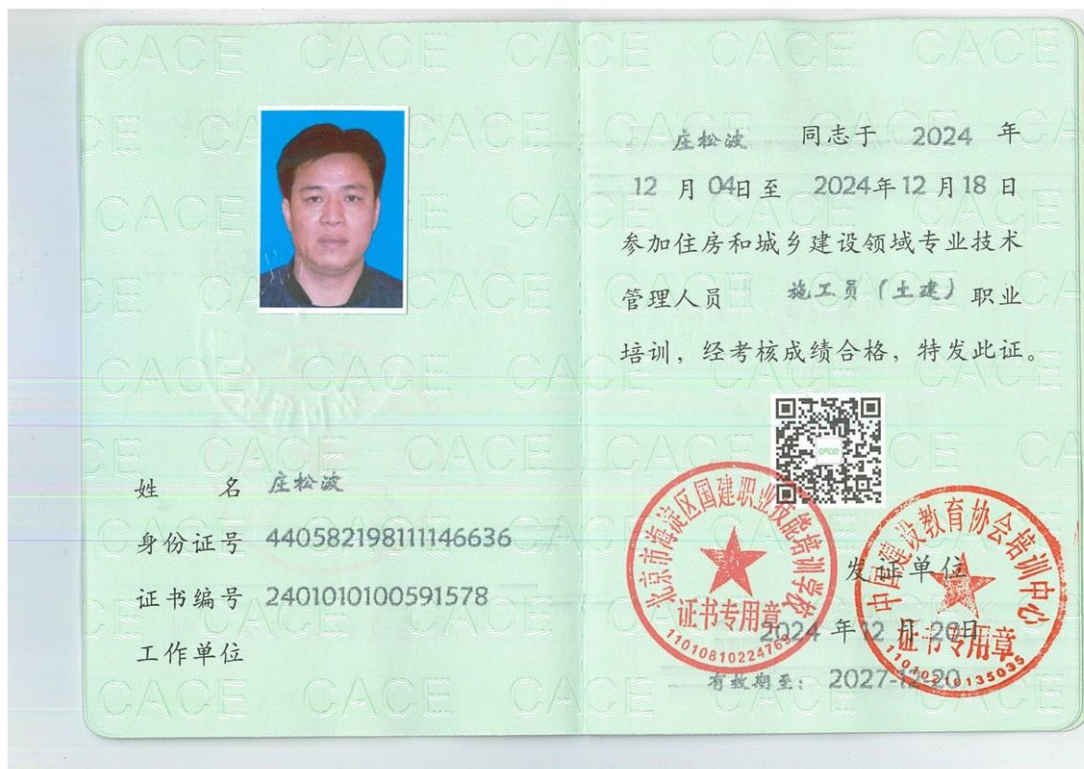 姓 名 庄松波
身份证号 440582198111146636
证书编号 2401010100591578
工作单位
庄松波 同志于 2024 年
12 月 04日至 2024年12月18日
参加住房和城乡建设领域专业技术
管理人员 施工员（土建） 职业
培训，经考核成绩合格，特发此证。
CACE
北京市海淀区国建职业技能培训学校
证书专用章
中国建设教育协会培训中心
证书专用章
11010210135035
发证单位
2024 年12 月 20日
有效期至： 2027-12-20